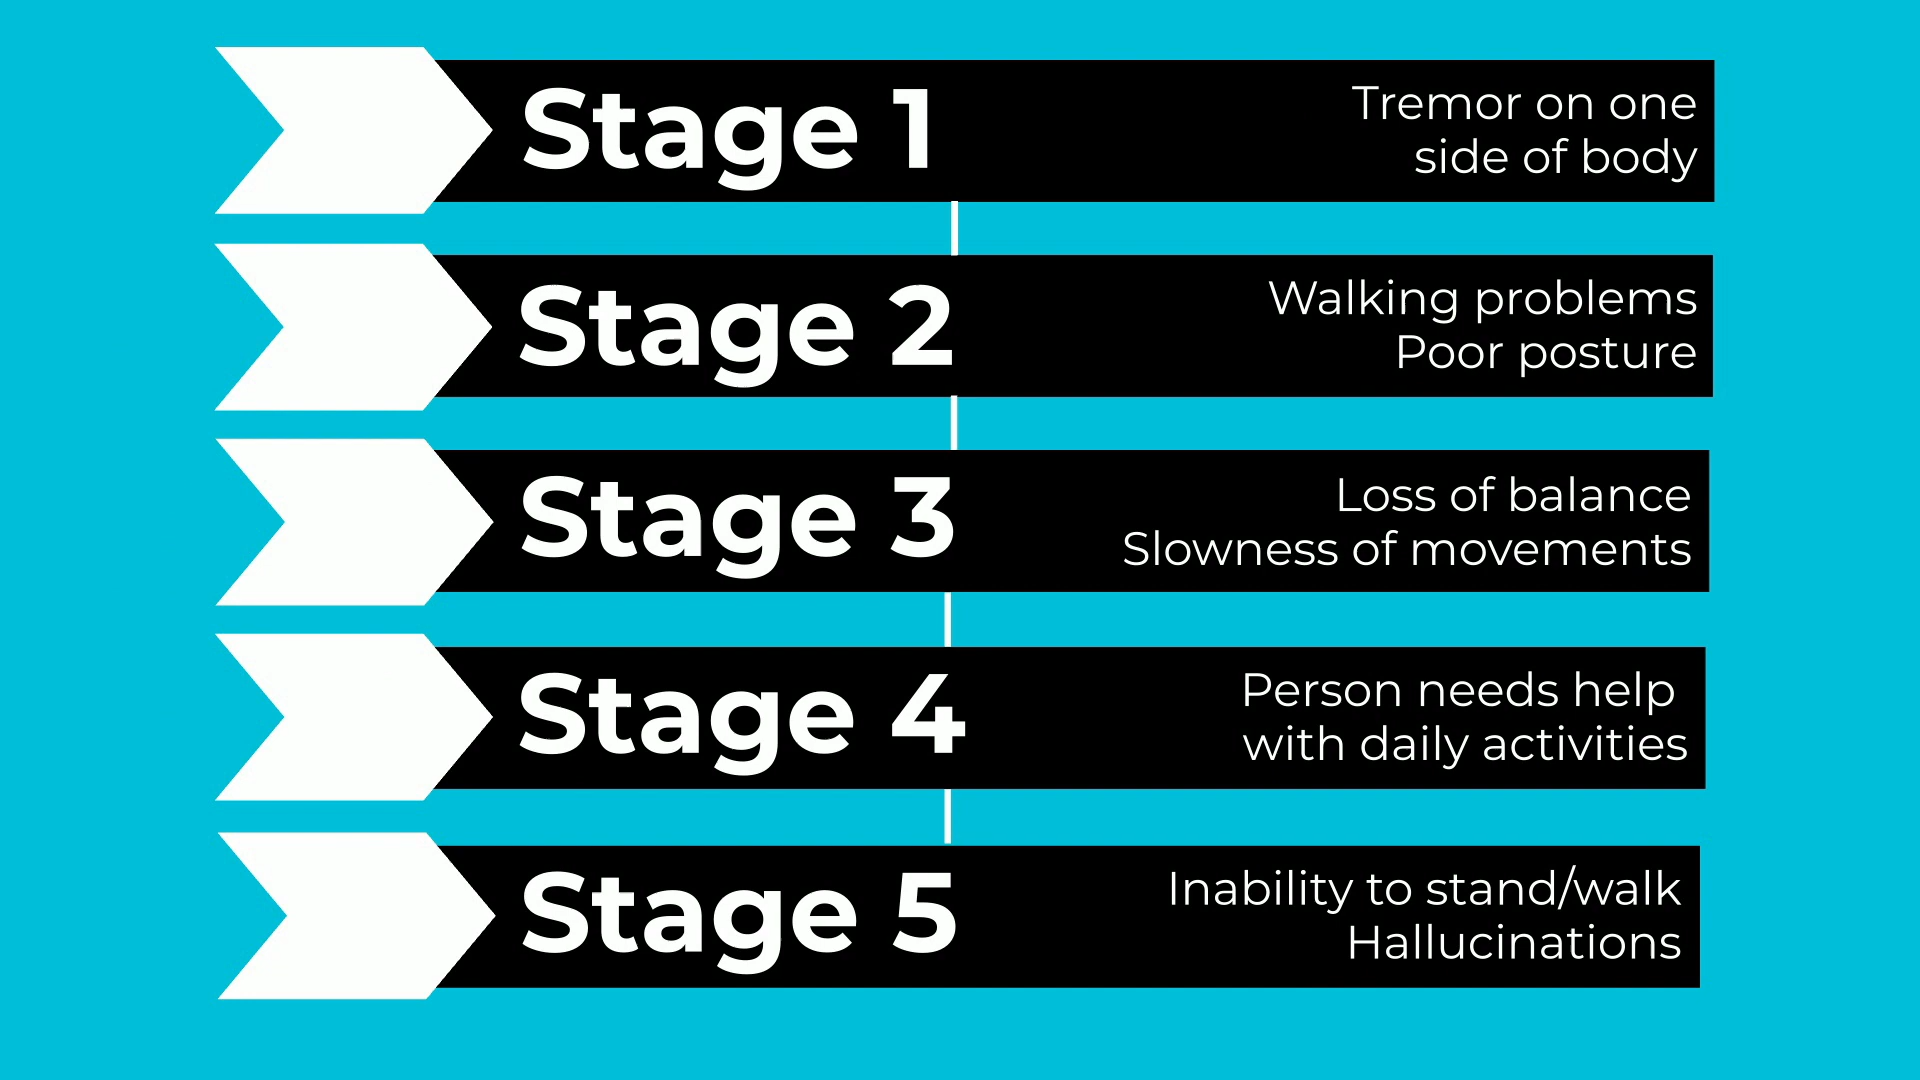 Stage 1
Tremor on one
side of body
Stage 2
Walking problems
Poor posture
Stage 3
Loss of balance
Slowness of movements
Stage 4
Person needs help
with daily activities
Stage 5
Inability to stand/walk
Hallucinations